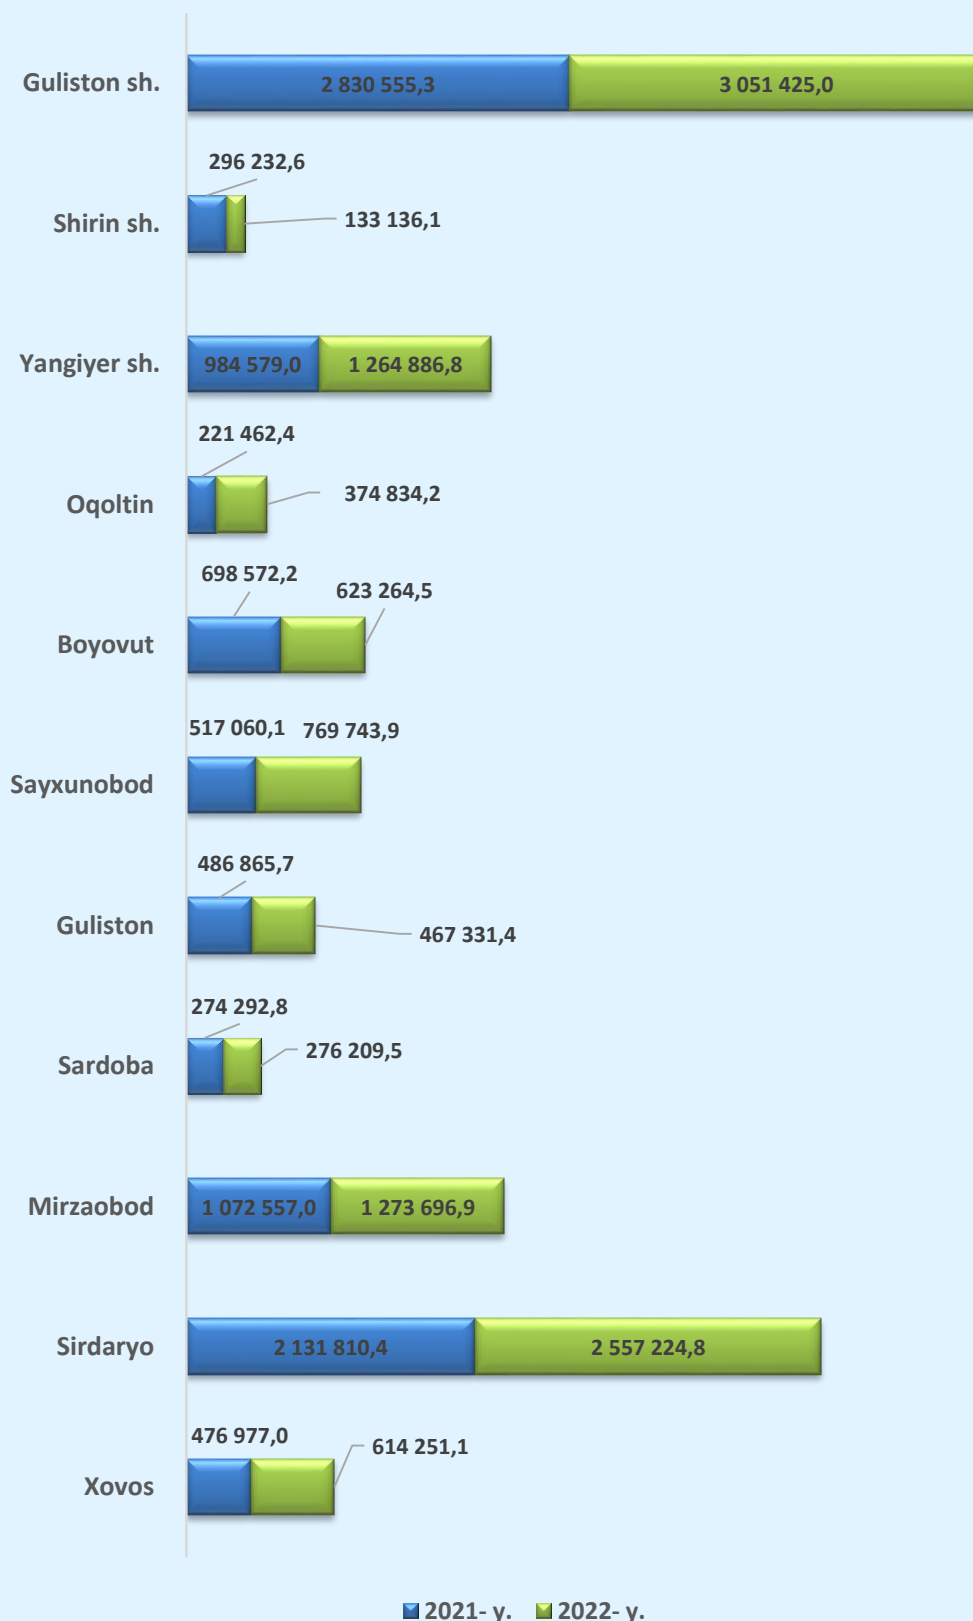 Guliston sh.
2 830 555,3
3 051 425,0
296 232,6
Shirin sh.
133 136,1
Yangiyer sh.
984 579,0
1 264 886,8
221 462,4
Oqoltin
374 834,2
698 572,2
623 264,5
Boyovut
517 060,1
769 743,9
Sayxunobod
486 865,7
Guliston
467 331,4
274 292,8
Sardoba
276 209,5
Mirzaobod
1 072 557,0
1 273 696,9
Sirdaryo
2 131 810,4
2 557 224,8
476 977,0
614 251,1
Xovos
2021- y.
2022- y.